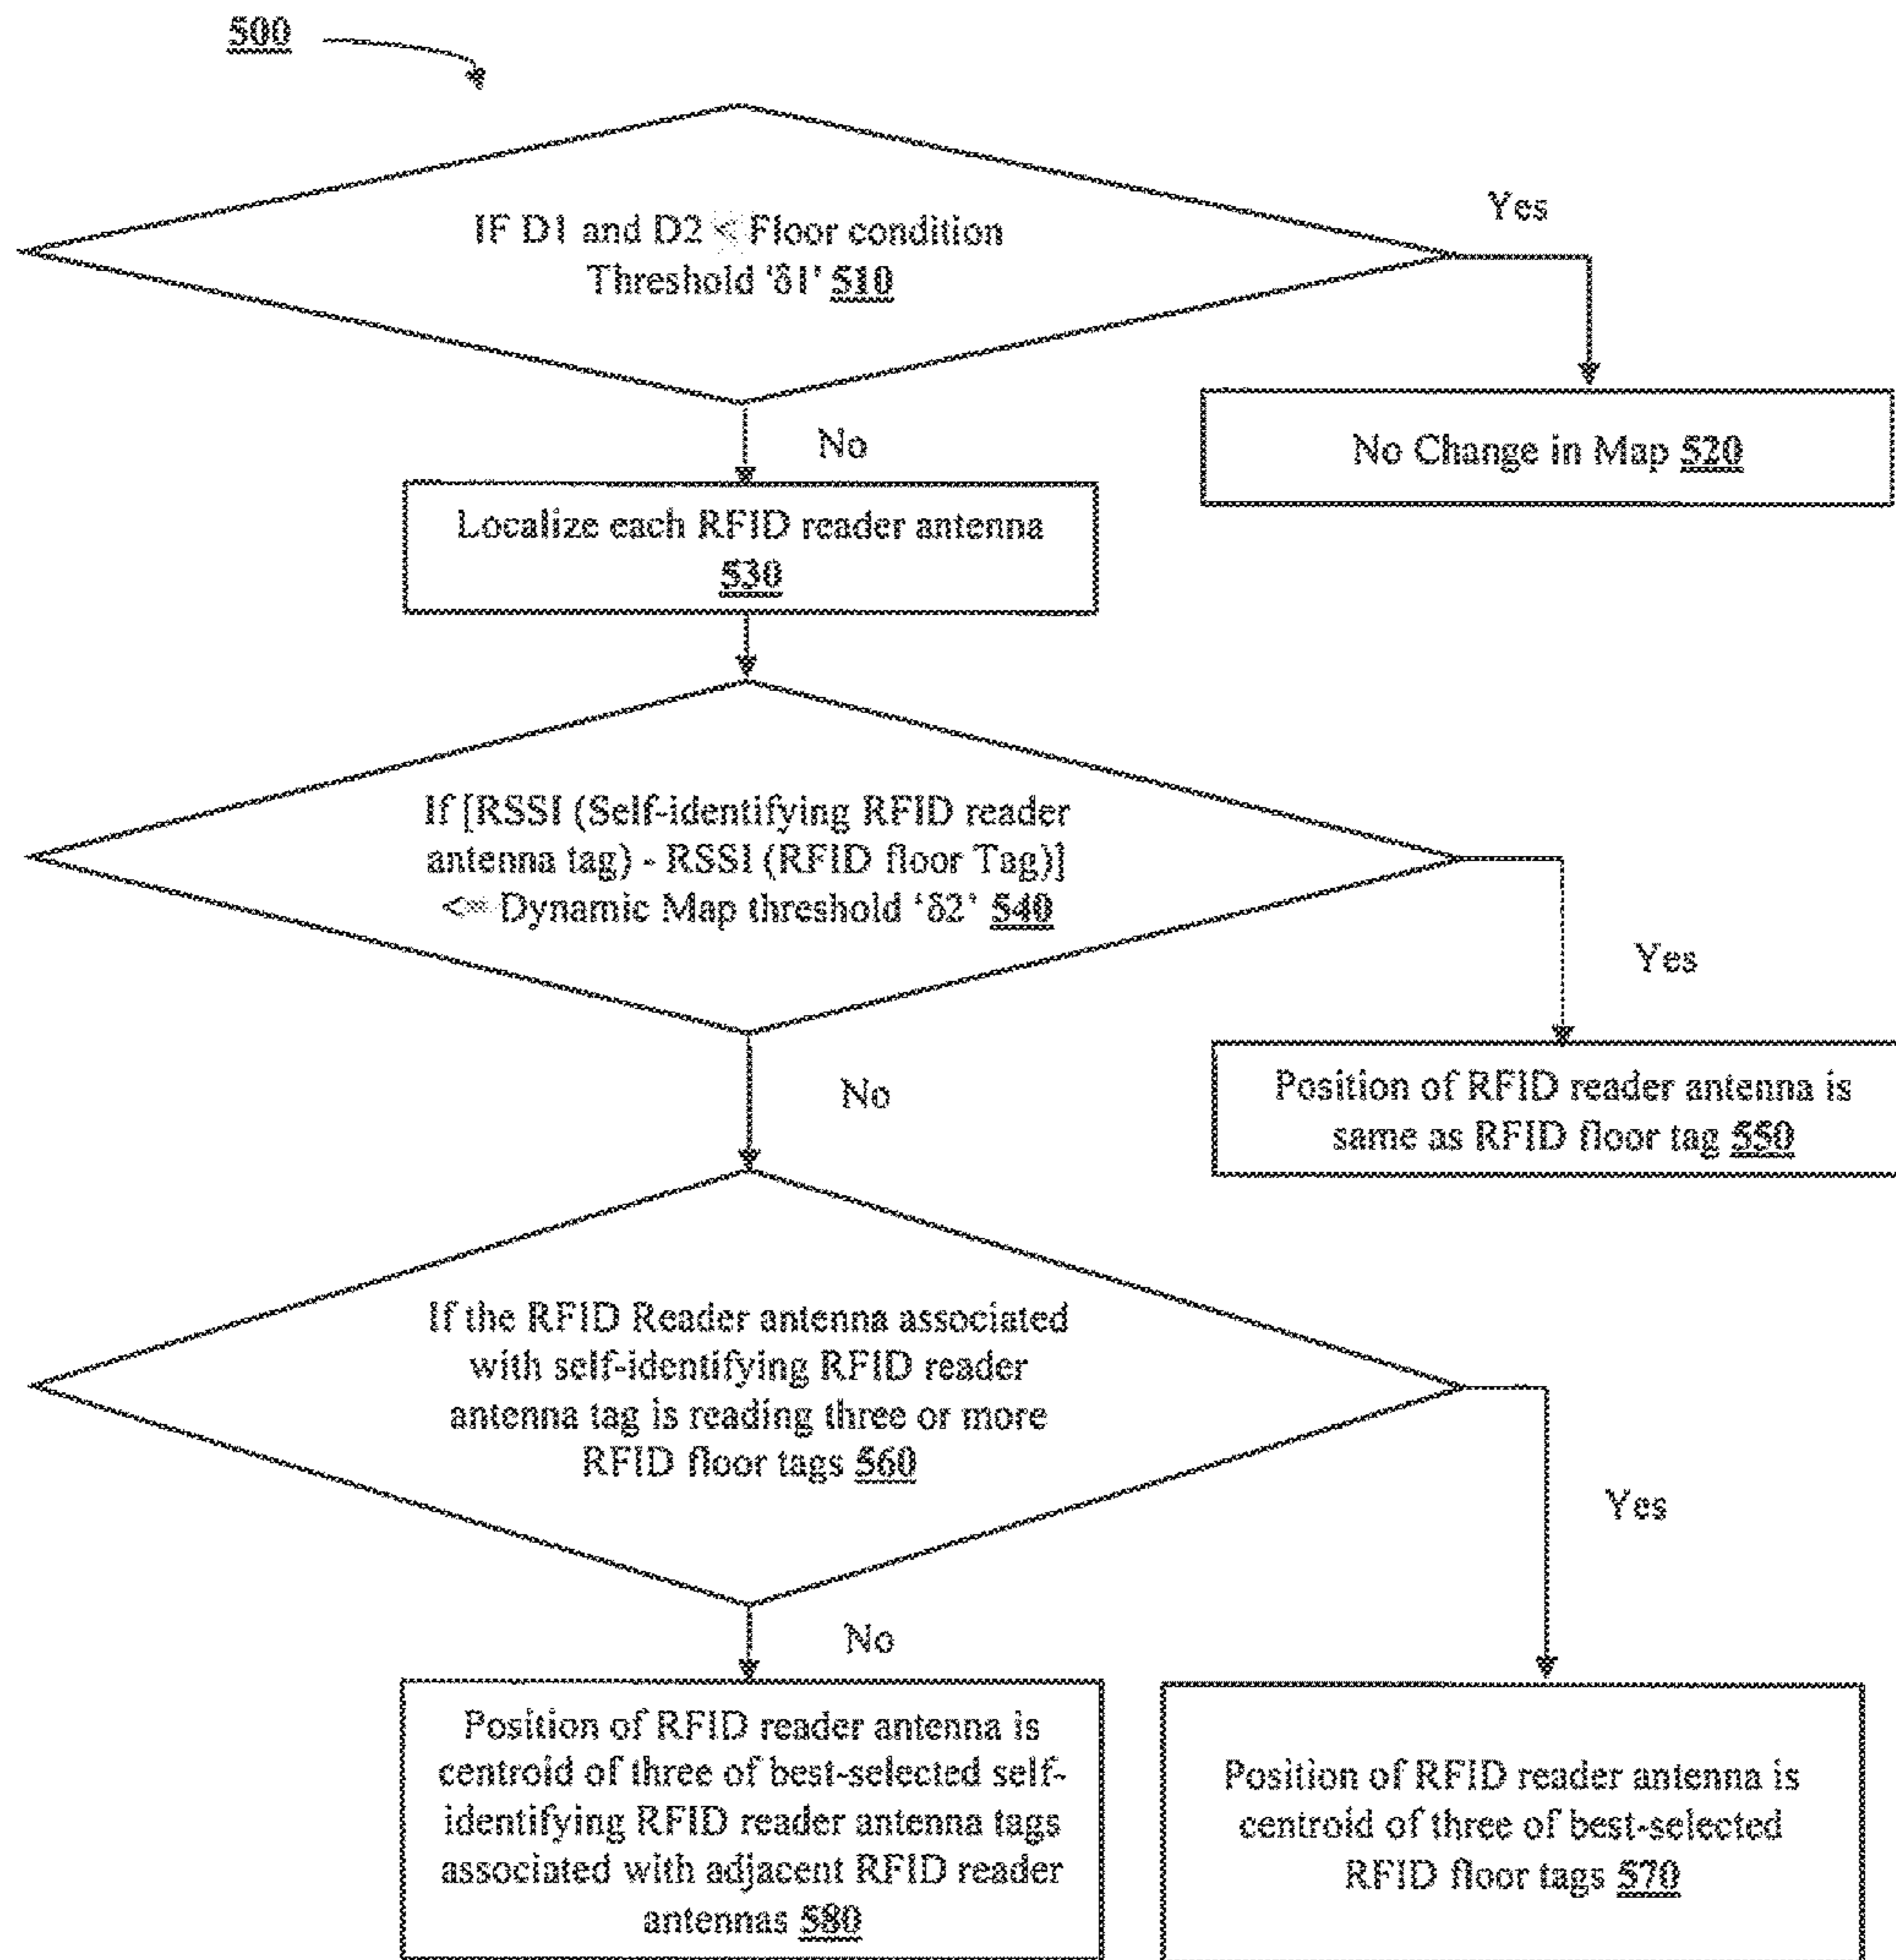 500
IF D1 and D2 < Floor condition
Threshold ‘δ1’ 510
Yes
No Change in Map 520
No
Localize each RFID reader antenna
530
If [RSSI (Self-identifying RFID reader
antenna tag) - RSSI (RFID floor Tag)]
<= Dynamic Map threshold ‘δ2’ 540
Yes
Position of RFID reader antenna is
same as RFID floor tag 550
No
If the RFID Reader antenna associated
with self-identifying RFID reader
antenna tag is reading three or more
RFID floor tags 560
Yes
No
Position of RFID reader antenna is
centroid of three of best-selected self-
identifying RFID reader antenna tags
associated with adjacent RFID reader
antennas 580
Position of RFID reader antenna is
centroid of three of best-selected
RFID floor tags 570